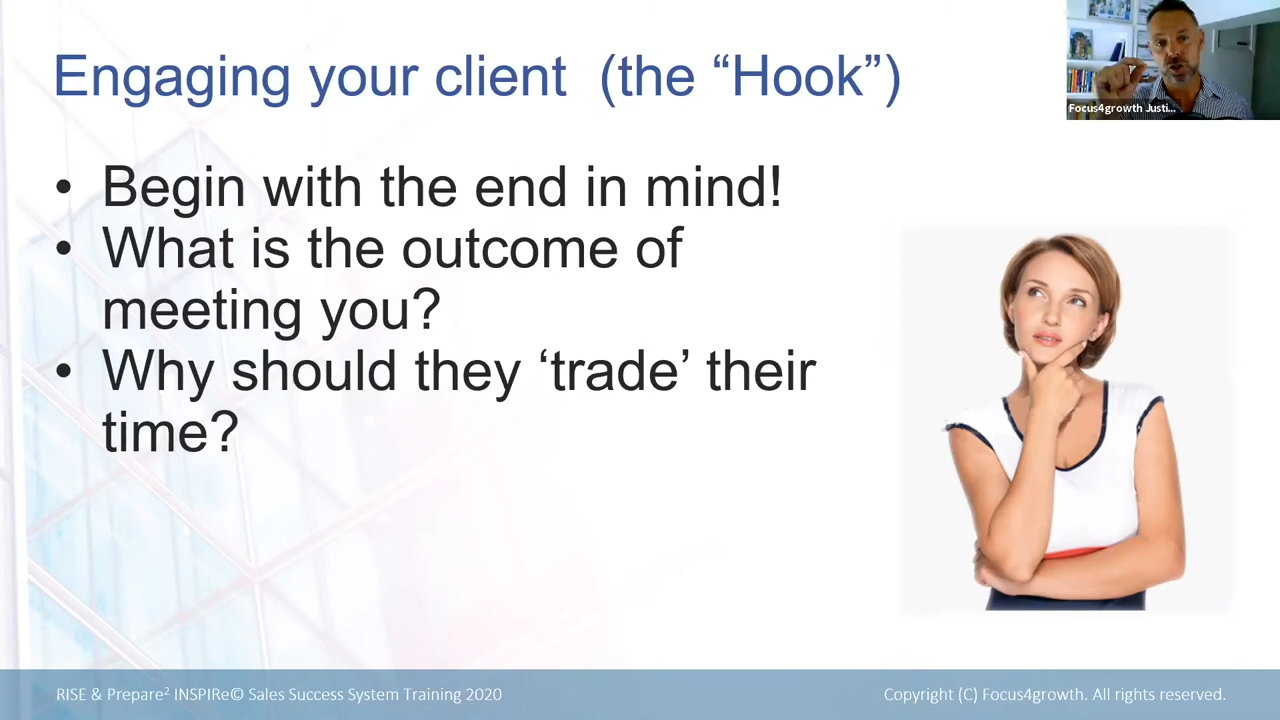 Engaging your client (the “Hook”)
Focus4growth Justi...
• Begin with the end in mind!
• What is the outcome of
meeting you?
• Why should they ‘trade’ their
time?
RISE & Prepare² INSPIRe© Sales Success System Training 2020
Copyright (C) Focus4growth. All rights reserved.